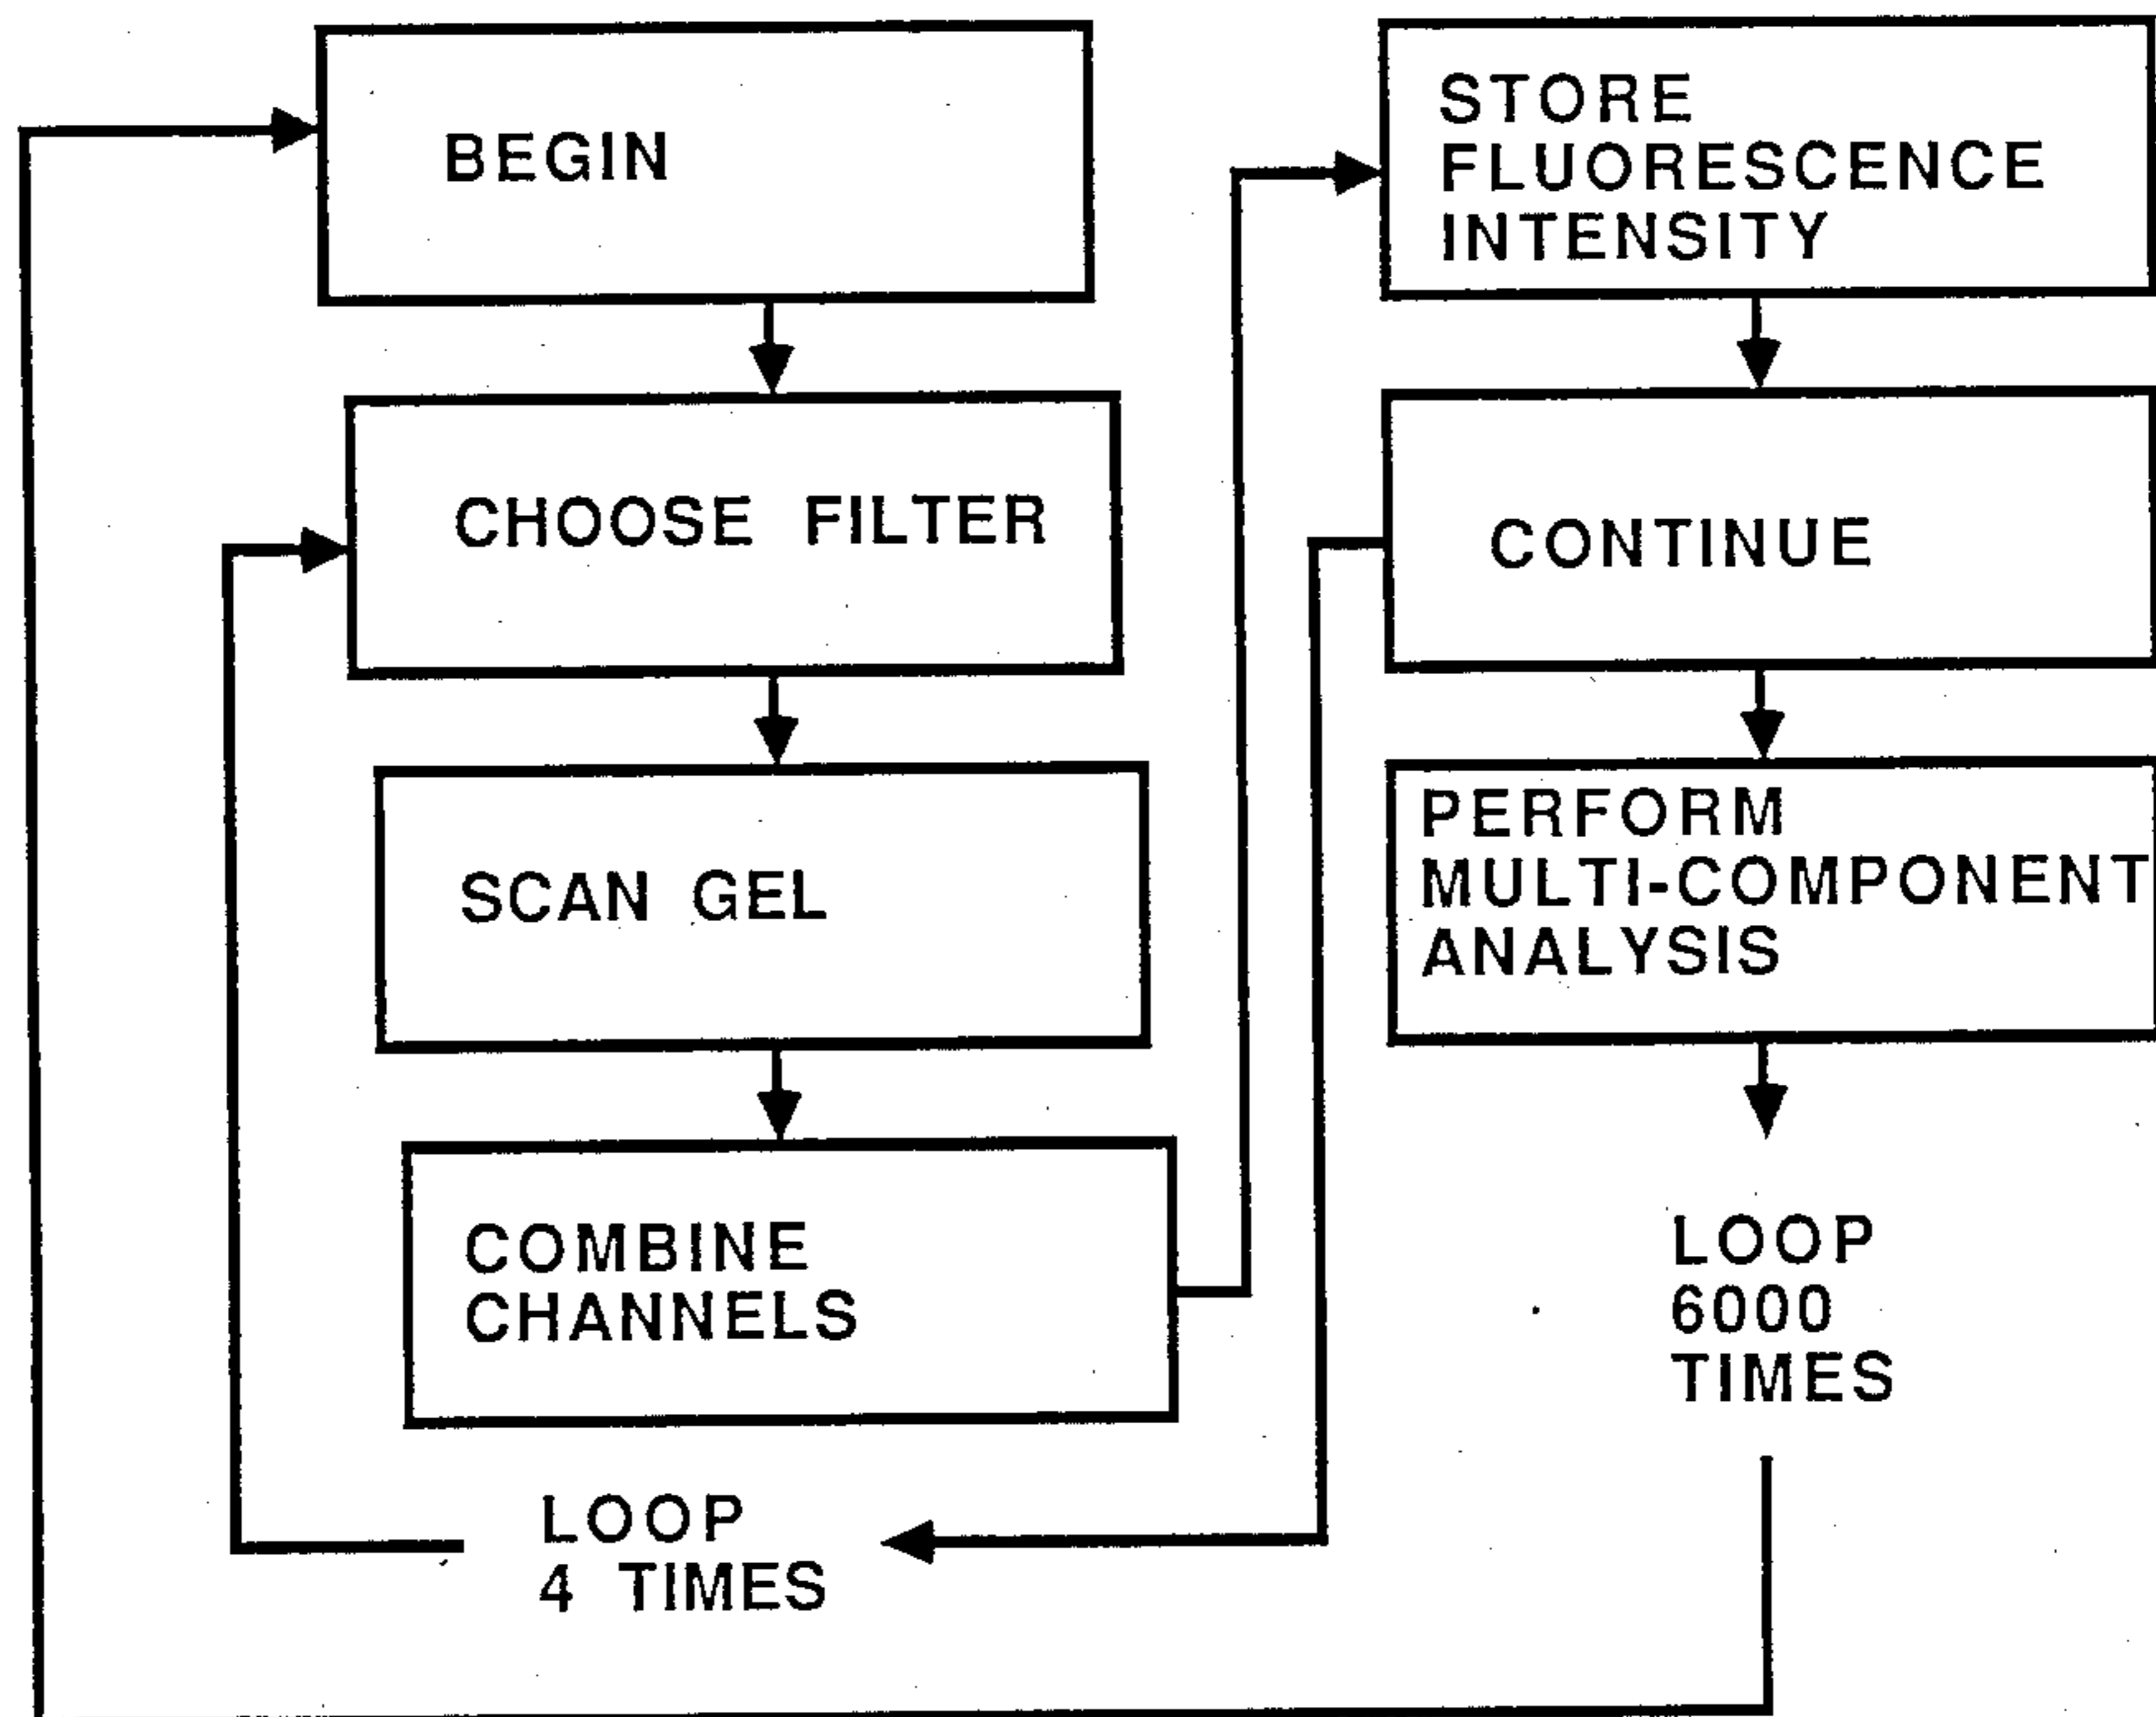 BEGIN
CHOOSE FILTER
SCAN GEL
COMBINE
CHANNELS
LOOP
4 TIMES
STORE
FLUORESCENCE
INTENSITY
CONTINUE
PERFORM
MULTI-COMPONENT
ANALYSIS
LOOP
6000
TIMES